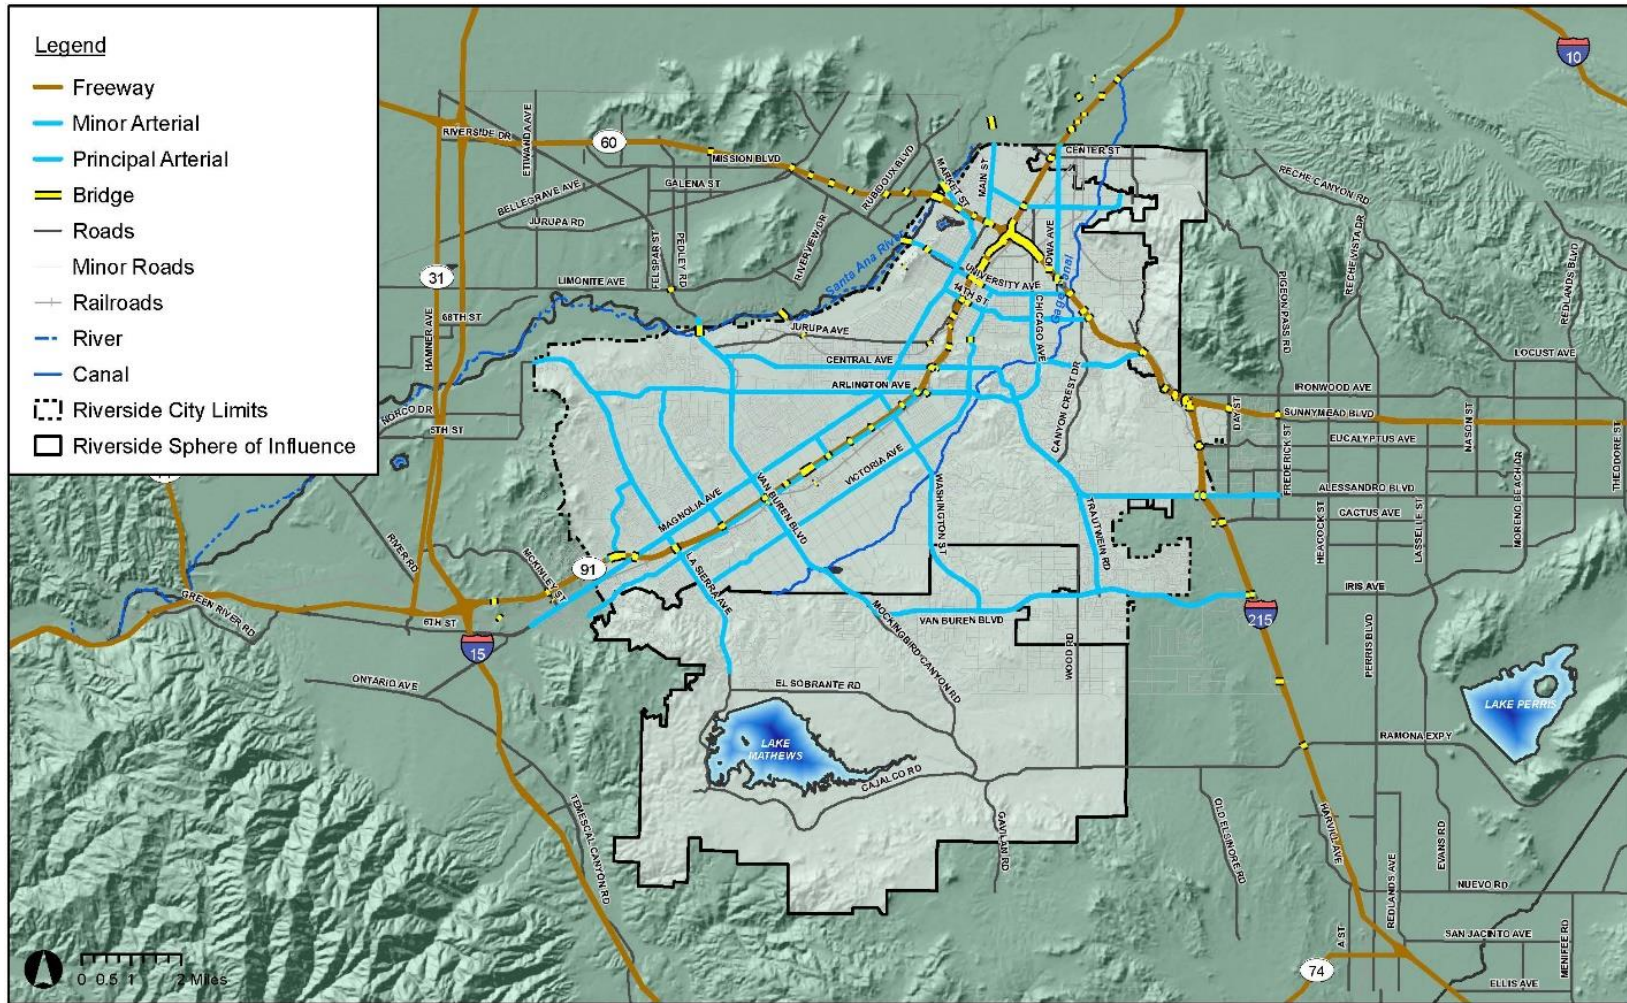 Legend
Freeway
Minor Arterial
Principal Arterial
Bridge
Roads
Minor Roads
Railroads
River
Canal
Riverside City Limits
Riverside Sphere of Influence
10
RIVERSIDE DR
ETIWANDA AVE
60
MISSION BLVD
GALENA ST
BELLEGRAVE AVE
JURUPA RD
RUBIDOUX BLVD
MARKET ST
MAIN ST
CENTER ST
RECHE CANYON RD
RECHE VISTA DR
REDLANDS BLVD
FELSPAR ST
PEDLEY RD
RIVERVIEW DR
Santa Ana River
IOWA AVE
Gage Canal
UNIVERSITY AVE
14TH ST
CHICAGO AVE
PIGEON PASS RD
31
LIMONITE AVE
68TH ST
HAMNER AVE
JURUPA AVE
CENTRAL AVE
ARLINGTON AVE
CANYON CREST DR
LOCUST AVE
IRONWOOD AVE
DAY ST
SUNNYMEAD BLVD
NORCO DR
5TH ST
EUCALYPTUS AVE
NASON ST
FREDERICK ST
THEODORE ST
VICTORIA AVE
VAN BUREN BLVD
MAGNOLIA AVE
WASHINGTON ST
TRAUTWEIN RD
ALESSANDRO BLVD
CACTUS AVE
HEACOCK ST
LASSELLE ST
MORENO BEACH DR
RIVER RD
MCKINLEY ST
91
LA SIERRA AVE
IRIS AVE
GREEN RIVER RD
6TH ST
15
MOCKINGBIRD CANYON RD
VAN BUREN BLVD
WOOD RD
215
PERRIS BLVD
ONTARIO AVE
EL SOBRANTE RD
LAKE PERRIS
LAKE
MATHEWS
CAJALCO RD
RAMONA EXPY
TEMESCAL CANYON RD
GAVILAN RD
OLD ELSINORE RD
HARVILL AVE
REDLANDS AVE
EVANS RD
NUEVO RD
A ST
SAN JACINTO AVE
MENIFEE RD
74
ELLIS AVE
0 0.5 1 2 Miles